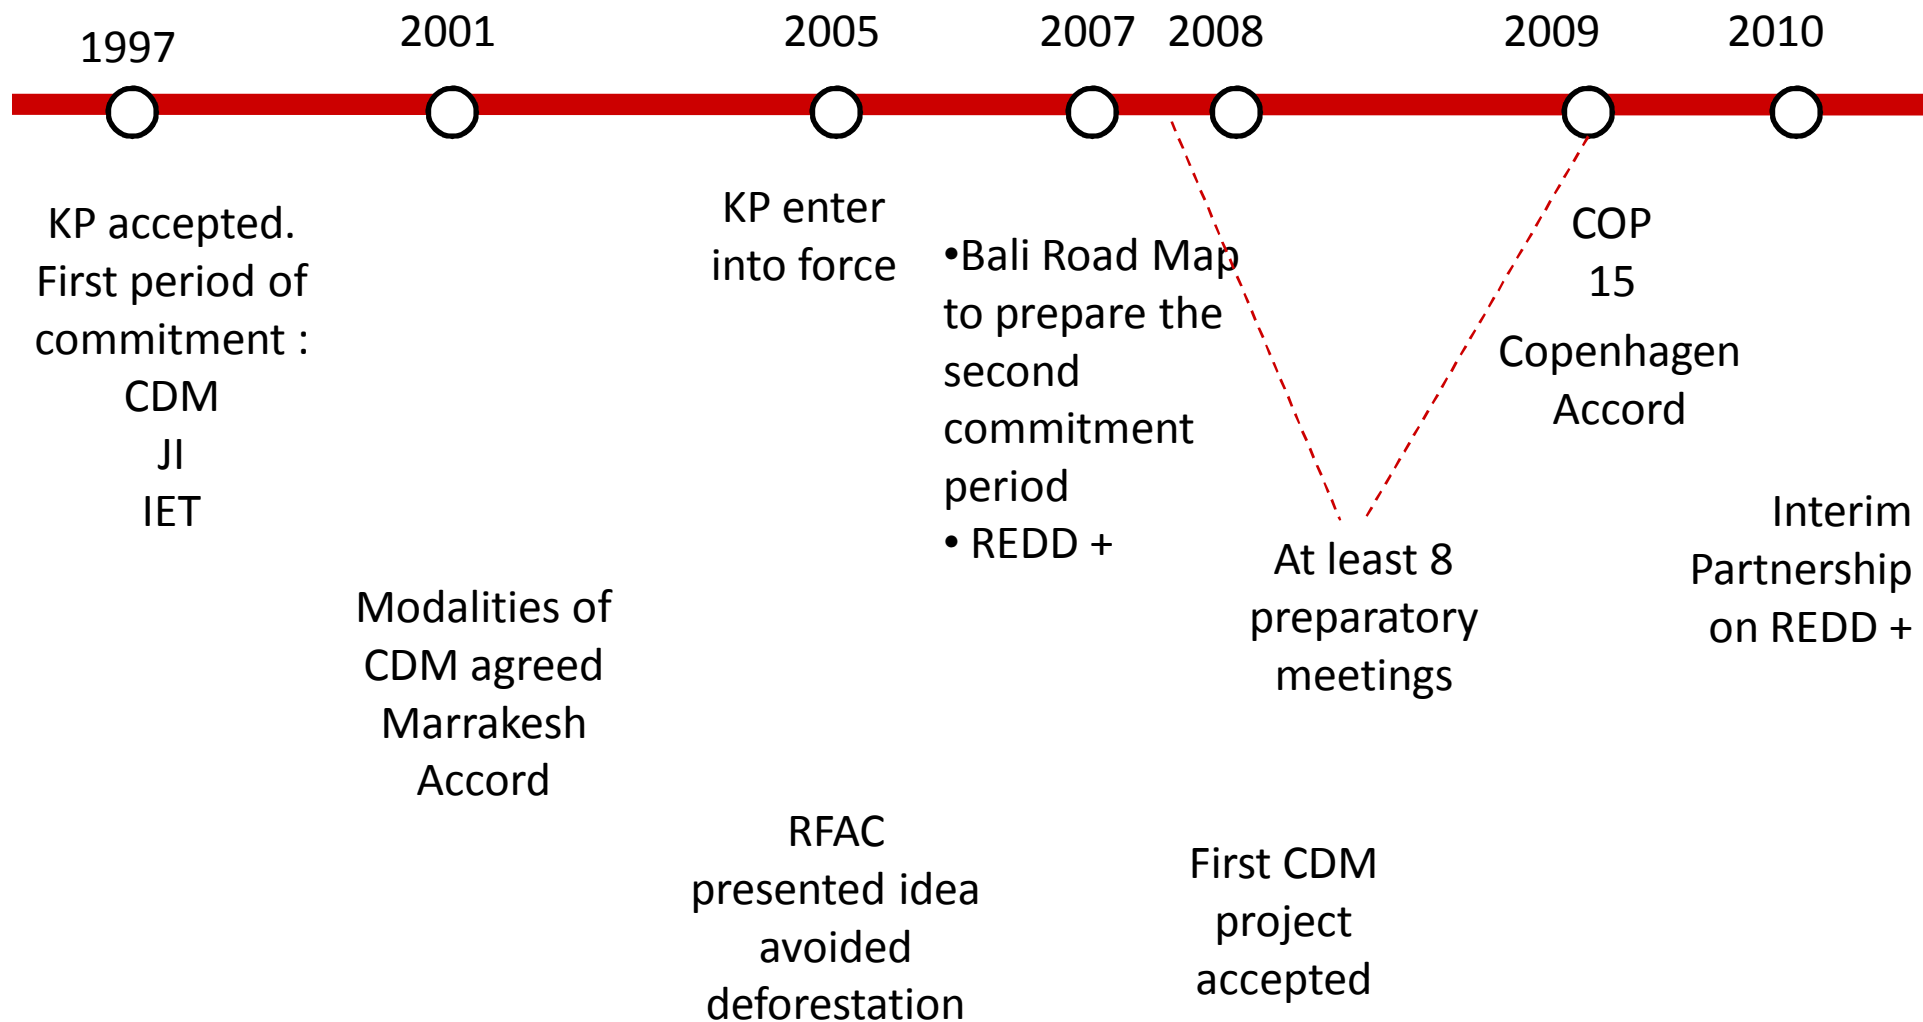 1997
2001
2005
2007
2008
2009
2010
KP accepted.
First period of
commitment :
CDM
JI
IET
Modalities of
CDM agreed
Marrakesh
Accord
KP enter
into force
RFAC
presented idea
avoided
deforestation
•Bali Road Map
to prepare the
second
commitment
period
• REDD +
At least 8
preparatory
meetings
First CDM
project
accepted
COP
15
Copenhagen
Accord
Interim
Partnership
on REDD +